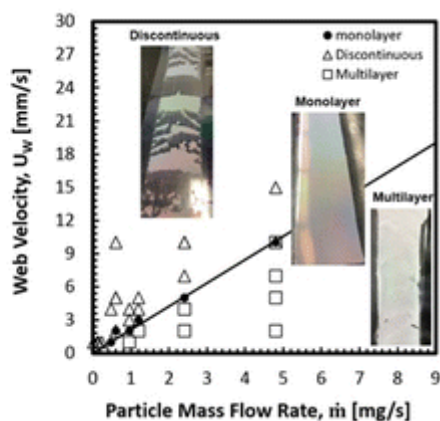 30
27
24
21
18
15
12
9
6
3
0
Web Velocity, U_w [mm/s]
Discontinuous
monolayer
Discontinuous
Multilayer
Monolayer
Multilayer
0 1 2 3 4 5 6 7 8 9
Particle Mass Flow Rate, ṁ [mg/s]